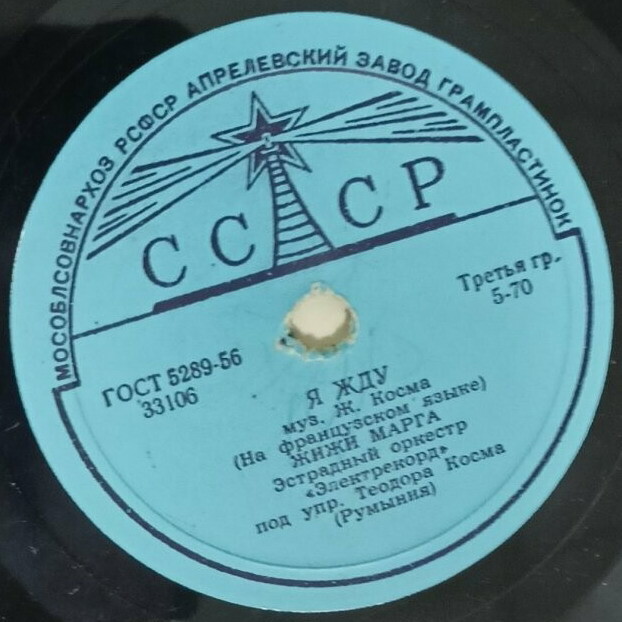 МОСОБЛСОВНАРХОЗ РСФСР АПРЕЛЕВСКИЙ ЗАВОД ГРАМПЛАСТИНОК
СССР
Третья гр.
5-70
ГОСТ 5289-56
33106
Я ЖДУ
муз. Ж. Косма
(На французском языке)
ЖИЖИ МАРГА
Эстрадный оркестр
«Электрекорд»
под упр. Теодора Косма
(Румыния)